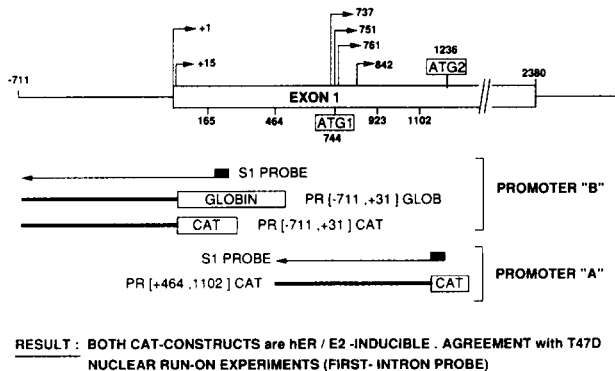 737
+1
751
761
1236
+15
842
ATG2
2380
-711
EXON 1
165
464
ATG1
923
1102
744
S1 PROBE
GLOBIN
PR [-711 ,+31 ] GLOB
PROMOTER "B"
CAT
PR [-711 ,+31 ] CAT
S1 PROBE
PROMOTER "A"
PR [+464 ,1102 ] CAT
CAT
RESULT : BOTH CAT-CONSTRUCTS are hER / E2 -INDUCIBLE . AGREEMENT with T47D
NUCLEAR RUN-ON EXPERIMENTS (FIRST- INTRON PROBE)